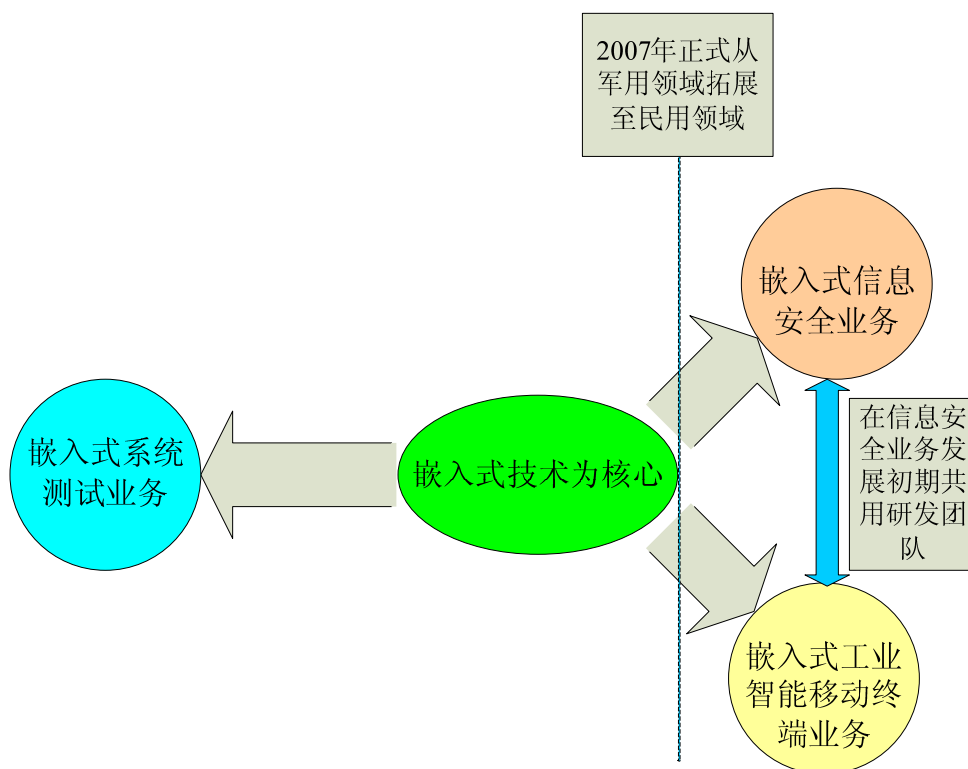 2007年正式从
军用领域拓展
至民用领域
嵌入式信息
安全业务
嵌入式系统
测试业务
嵌入式技术为核心
在信息安
全业务发
展初期共
用研发团
队
嵌入式工业
智能移动终
端业务